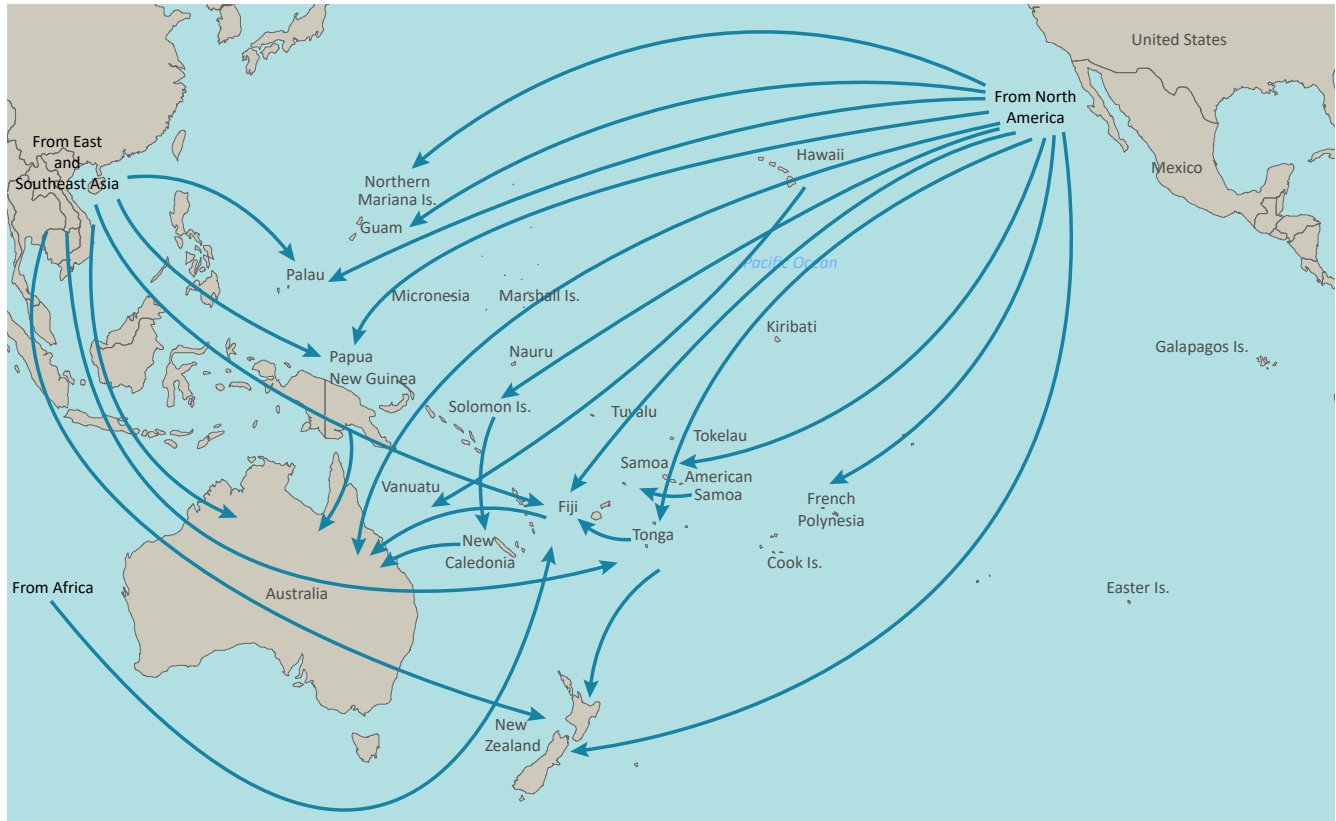 United States
From North
America
From East
and
Southeast Asia
Hawaii
Mexico
Northern
Mariana Is.
Guam
Pacific Ocean
Palau
Micronesia
Marshall Is.
Kiribati
Galapagos Is.
Nauru
Papua
New Guinea
Solomon Is.
Tuvalu
Tokelau
Samoa
American
Samoa
Vanuatu
Fiji
French
Polynesia
Tonga
New
Caledonia
Cook Is.
From Africa
Australia
Easter Is.
New
Zealand